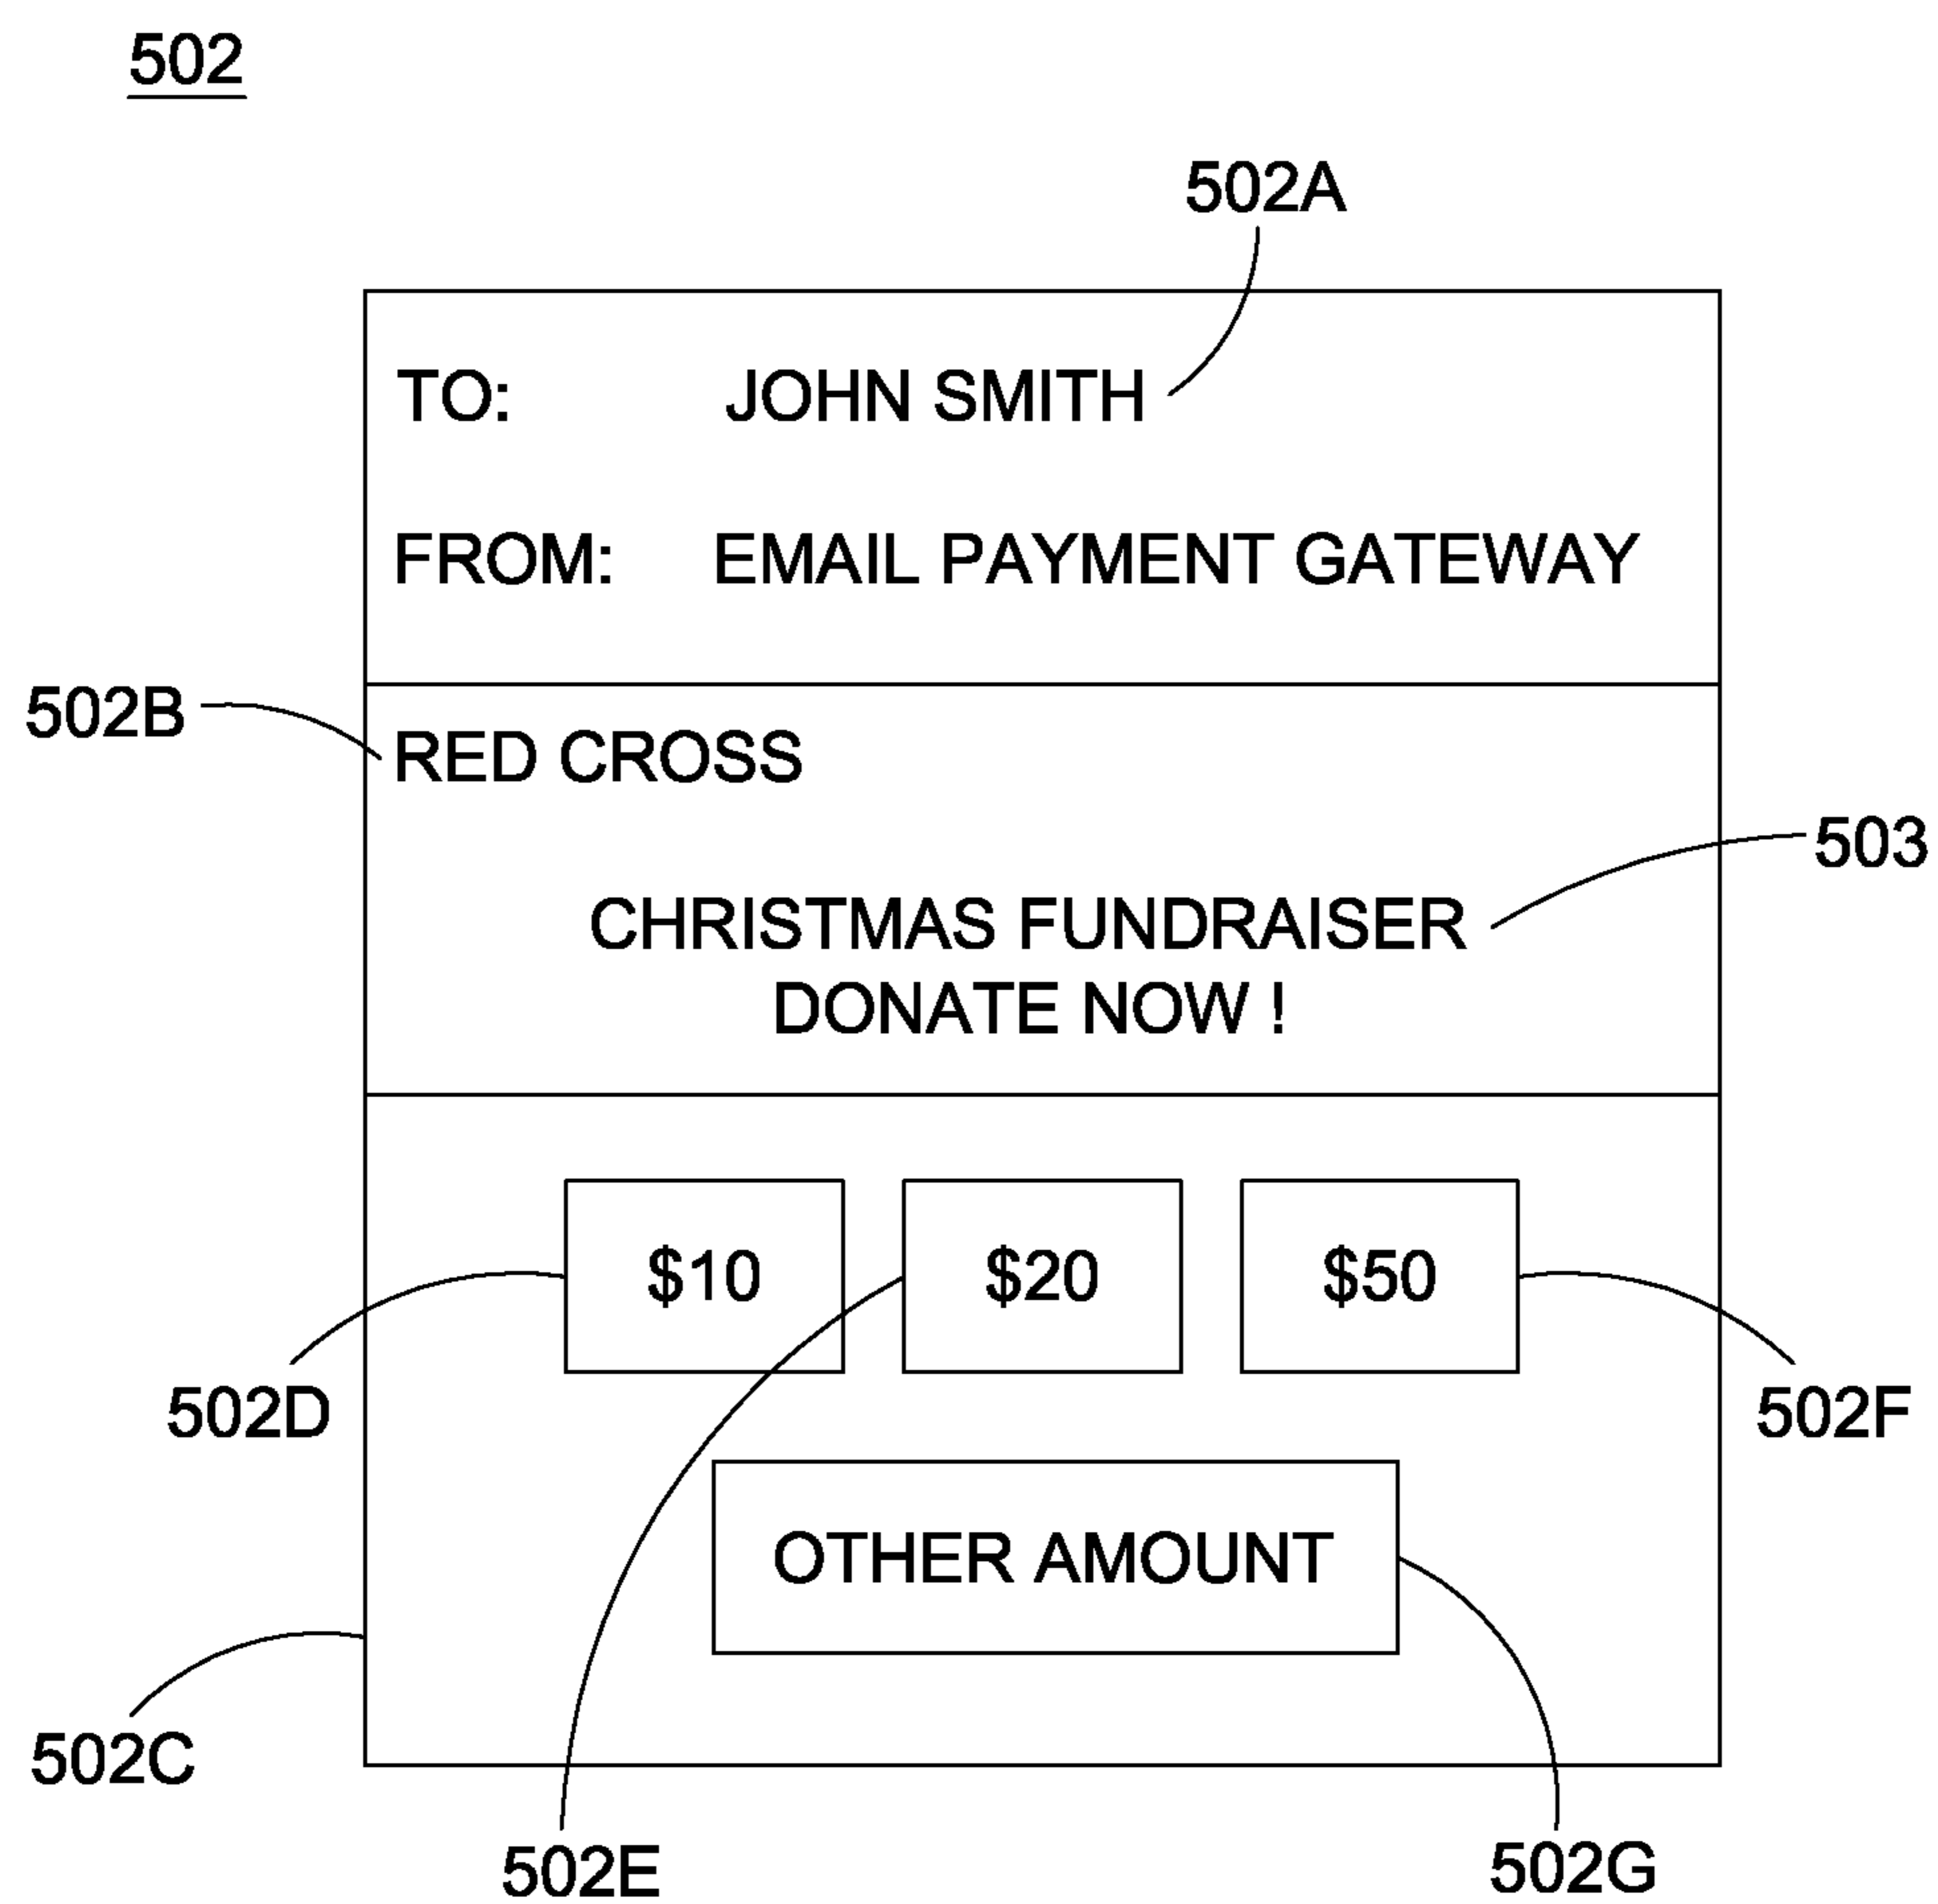 502
502A
TO: JOHN SMITH
FROM: EMAIL PAYMENT GATEWAY
502B
RED CROSS
503
CHRISTMAS FUNDRAISER
DONATE NOW !
$10 $20 $50
502D
502F
OTHER AMOUNT
502C
502E
502G